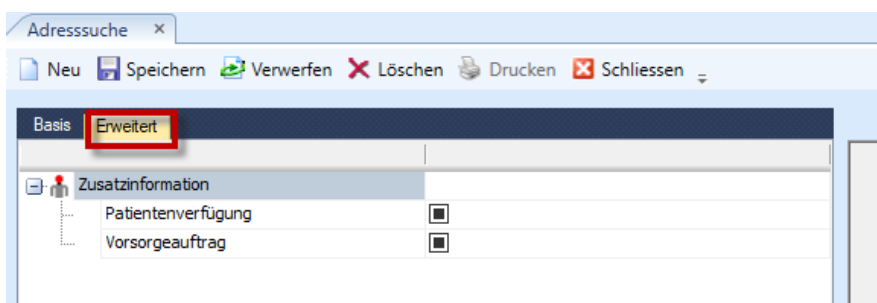 Adresssuche
Neu Speichern Verwerfen Löschen Drucken Schliessen
Basis Erweitert
Zusatzinformation
Patientenverfügung
Vorsorgeauftrag